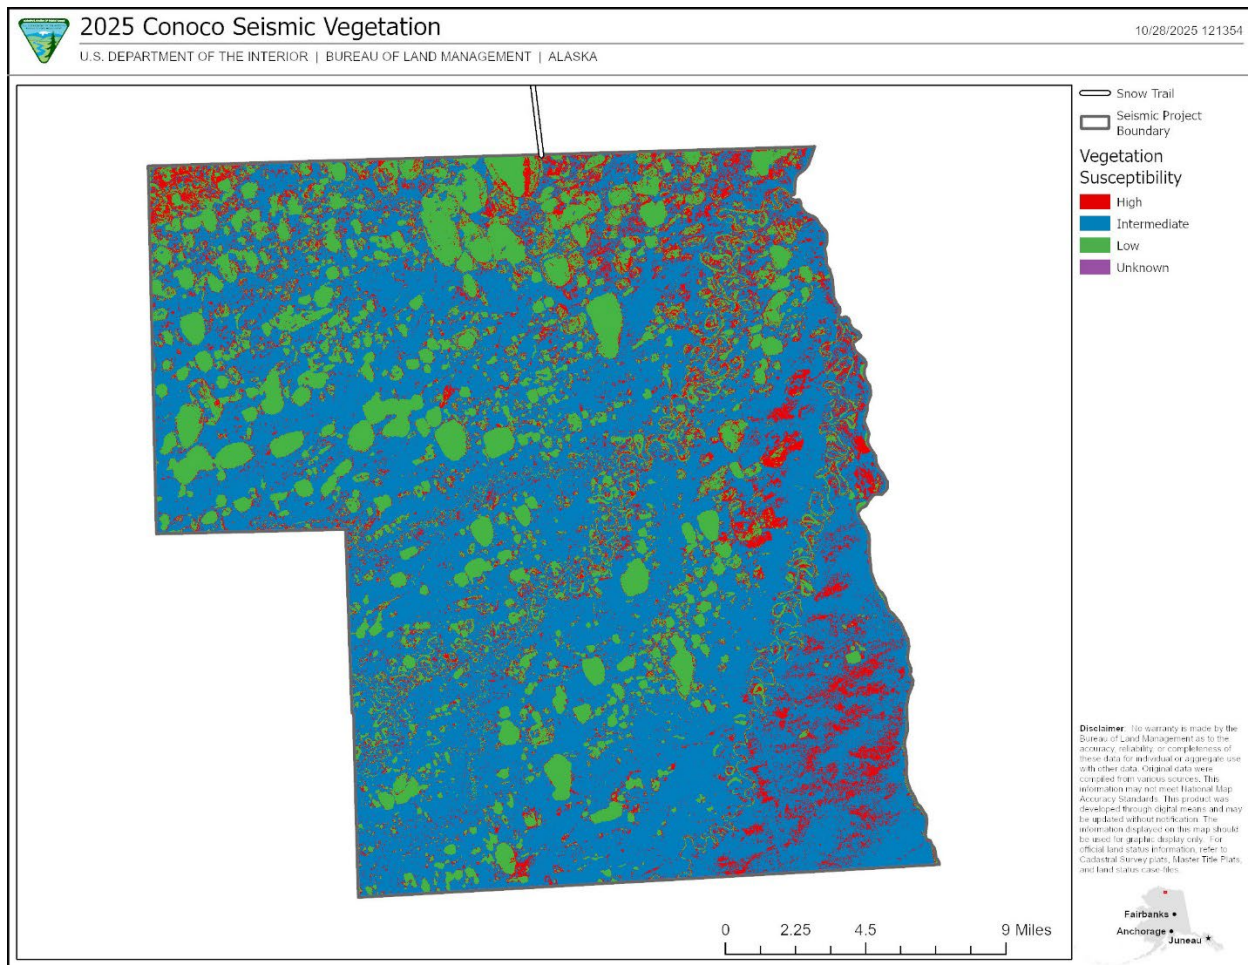 2025 Conoco Seismic Vegetation
10/28/2025 121354
U.S. DEPARTMENT OF THE INTERIOR | BUREAU OF LAND MANAGEMENT | ALASKA
Snow Trail
Seismic Project
Boundary
Vegetation
Susceptibility
High
Intermediate
Low
Unknown
Disclaimer: No warranty is made by the
Bureau of Land Management as to the
accuracy, reliability, or completeness of
these data for individual or aggregate use
with other data. Original data were
compiled from various sources. This
information may not meet National Map
Accuracy Standards. This product was
developed through digital means and may
be updated without notification. The
information displayed on this map should
be used for graphic display only. For
official land status information, refer to
Cadastral Survey plats, Master Title Plats,
and land status case-files.
Fairbanks
Anchorage
Juneau
0 2.25 4.5 9 Miles